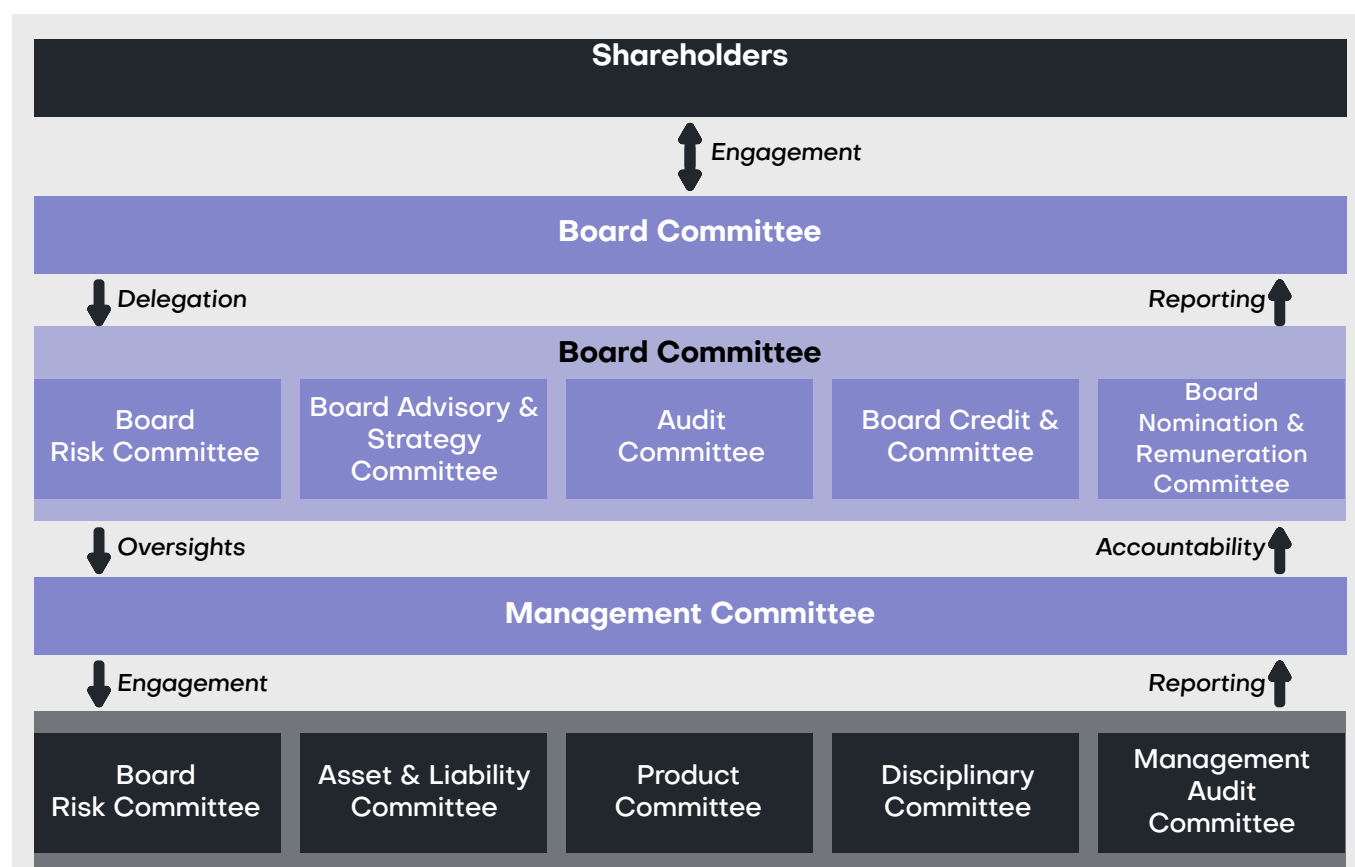 Shareholders
Engagement
Board Committee
Delegation
Reporting
Board Committee
Board
Risk Committee
Board Advisory &
Strategy
Committee
Audit
Committee
Board Credit &
Committee
Board
Nomination &
Remuneration
Committee
Oversights
Accountability
Management Committee
Engagement
Reporting
Board
Risk Committee
Asset & Liability
Committee
Product
Committee
Disciplinary
Committee
Management
Audit
Committee